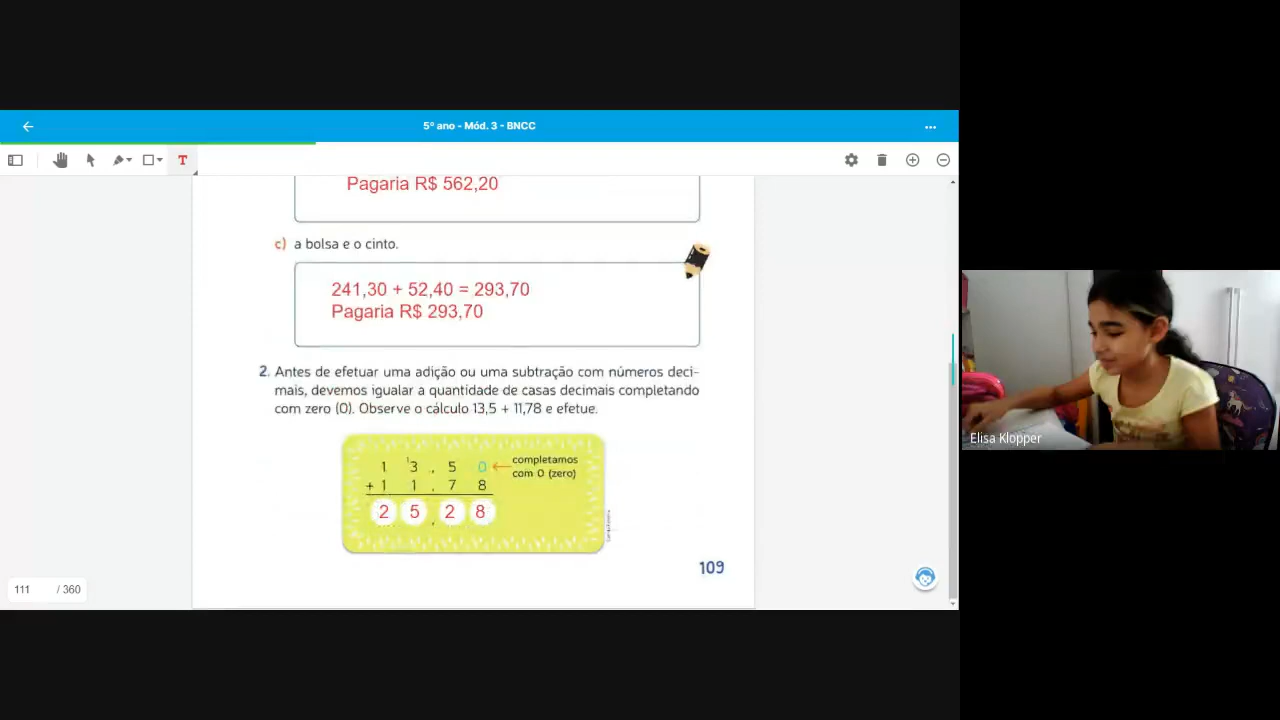 5º ano - Mód. 3 - BNCC
T
Pagaria R$ 562,20
c) a bolsa e o cinto.
241,30 + 52,40 = 293,70
Pagaria R$ 293,70
2. Antes de efetuar uma adição ou uma subtração com números deci-
mais, devemos igualar a quantidade de casas decimais completando
com zero (0). Observe o cálculo 13,5 + 11,78 e efetue.
1 ¹3 , 5 0
completamos
com 0 (zero)
+ 1 1 , 7 8
2 5 , 2 8
109
111 / 360
Elisa Klopper